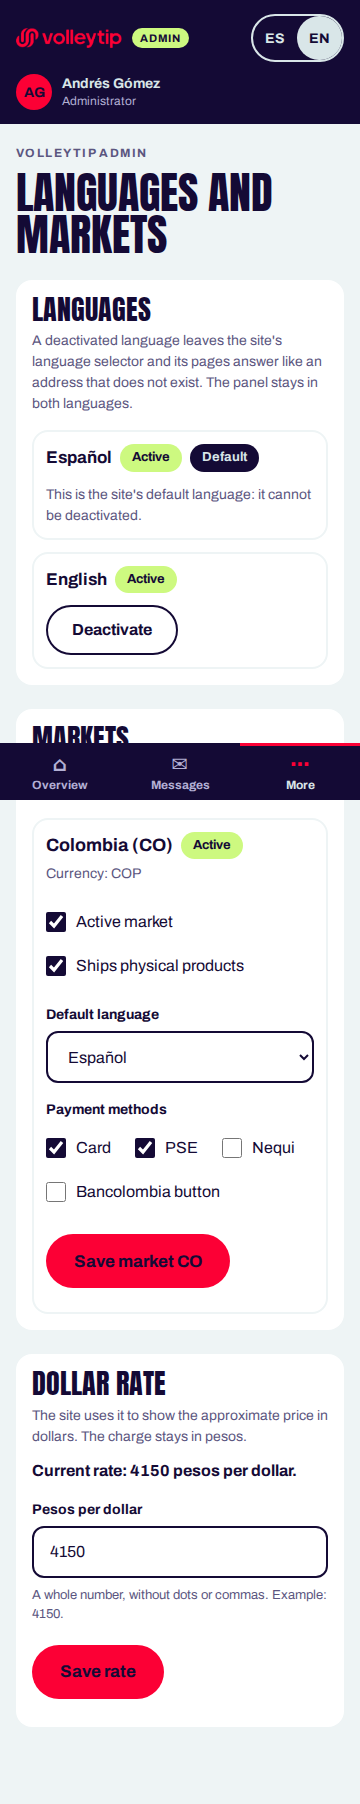 volleytip ADMIN ES EN
AG Andrés Gómez
Administrator
VOLLEYTIP ADMIN
LANGUAGES AND
MARKETS
LANGUAGES
A deactivated language leaves the site's
language selector and its pages answer like an
address that does not exist. The panel stays in
both languages.
Español Active Default
This is the site's default language: it cannot
be deactivated.
English Active
Deactivate
MARKETS
Overview Messages More
Colombia (CO) Active
Currency: COP
Active market
Ships physical products
Default language
Español
Payment methods
Card PSE Nequi
Bancolombia button
Save market CO
DOLLAR RATE
The site uses it to show the approximate price in
dollars. The charge stays in pesos.
Current rate: 4150 pesos per dollar.
Pesos per dollar
4150
A whole number, without dots or commas. Example:
4150.
Save rate